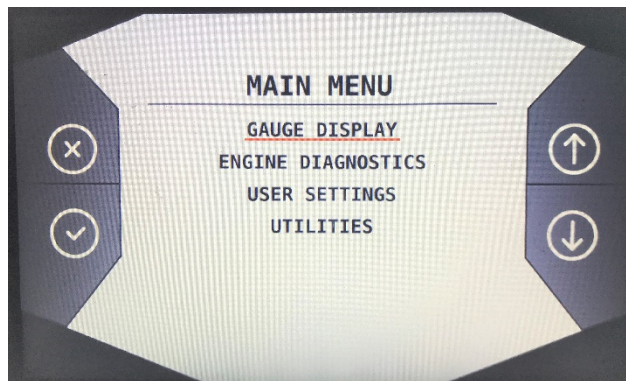 MAIN MENU
GAUGE DISPLAY
ENGINE DIAGNOSTICS
USER SETTINGS
UTILITIES